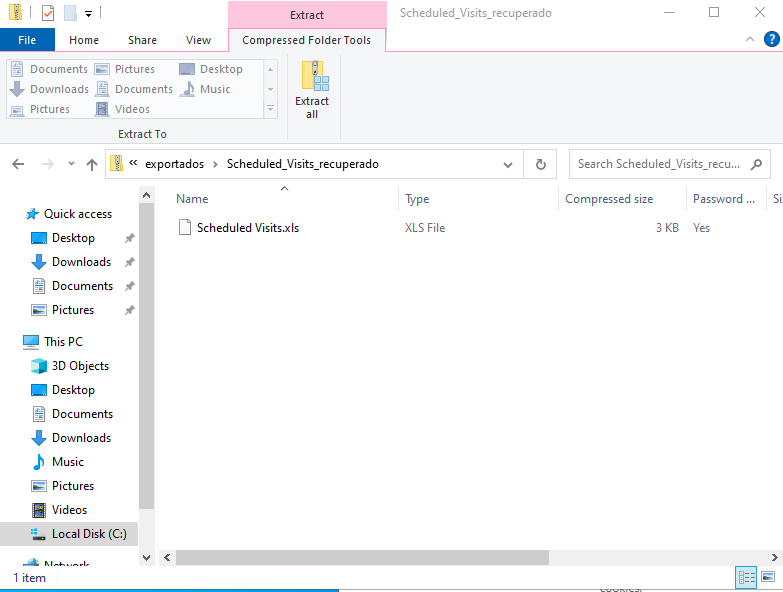 Extract
Scheduled_Visits_recuperado
File
Home
Share
View
Compressed Folder Tools
Documents
Pictures
Desktop
Downloads
Documents
Music
Pictures
Videos
Extract To
Extract
all
« exportados > Scheduled_Visits_recuperado
Search Scheduled_Visits_recu...
Name
Type
Compressed size
Password ...
Si
Scheduled Visits.xls
XLS File
3 KB
Yes
Quick access
Desktop
Downloads
Documents
Pictures
This PC
3D Objects
Desktop
Documents
Downloads
Music
Pictures
Videos
Local Disk (C:)
Network
1 item
cookies.